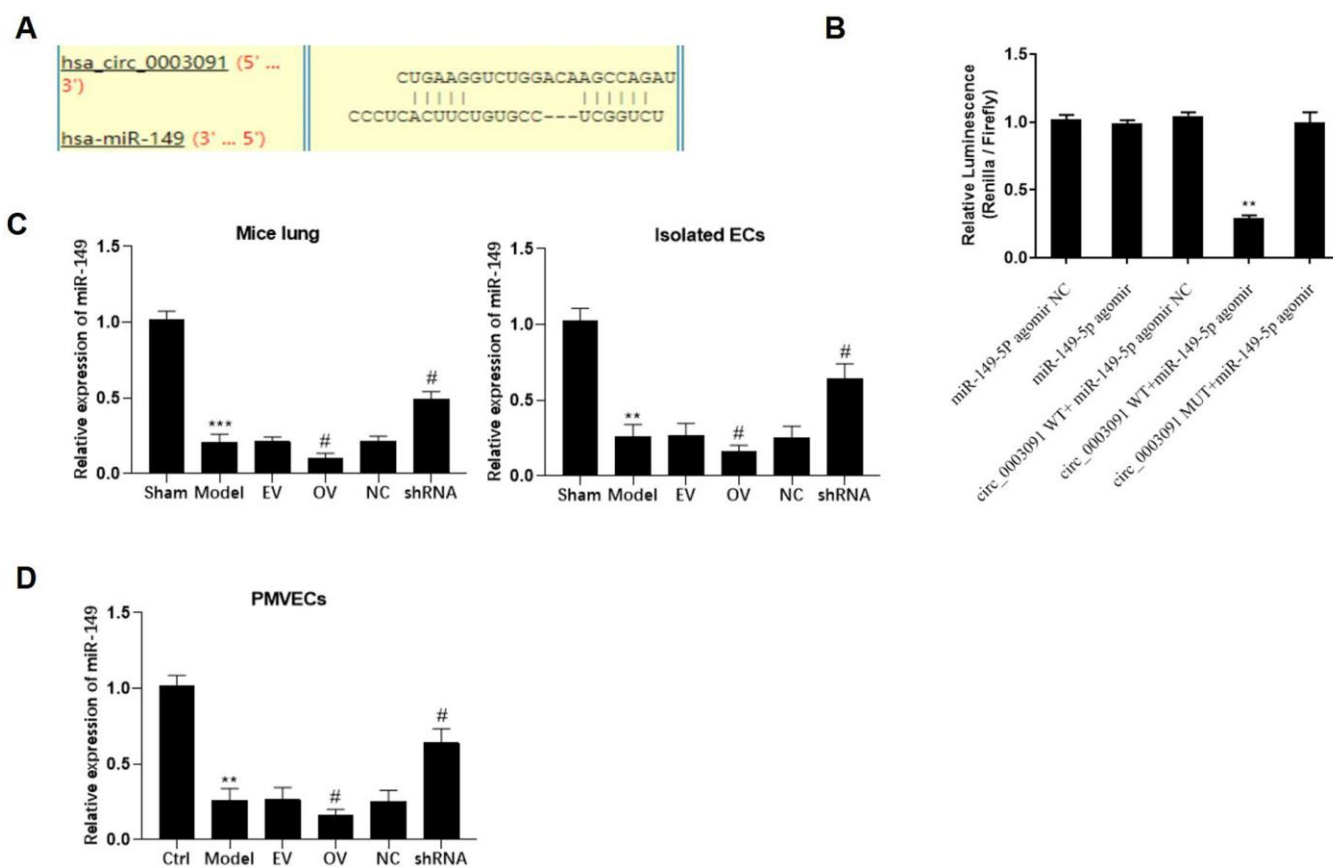 A
hsa_circ_0003091 (5' ...
3')
CUGAAGGUCUGGACAAGCCAGAU
||||| ||||||
CCCUCACUUCUGUGCC---UCGGUCU
hsa-miR-149 (3' ... 5')
B
Relative Luminescence
(Renilla / Firefly)
1.5
1.0
0.5
0.0
**
miR-149-5P agomir NC
miR-149-5p agomir
circ_0003091 WT+ miR-149-5p agomir NC
circ_0003091 WT+miR-149-5p agomir
circ_0003091 MUT+miR-149-5p agomir
C
Mice lung
Relative expression of miR-149
1.5
1.0
0.5
0.0
***
#
#
Sham Model EV OV NC shRNA
Isolated ECs
Relative expression of miR-149
1.5
1.0
0.5
0.0
**
#
#
Sham Model EV OV NC shRNA
D
PMVECs
Relative expression of miR-149
1.5
1.0
0.5
0.0
**
#
#
Ctrl Model EV OV NC shRNA